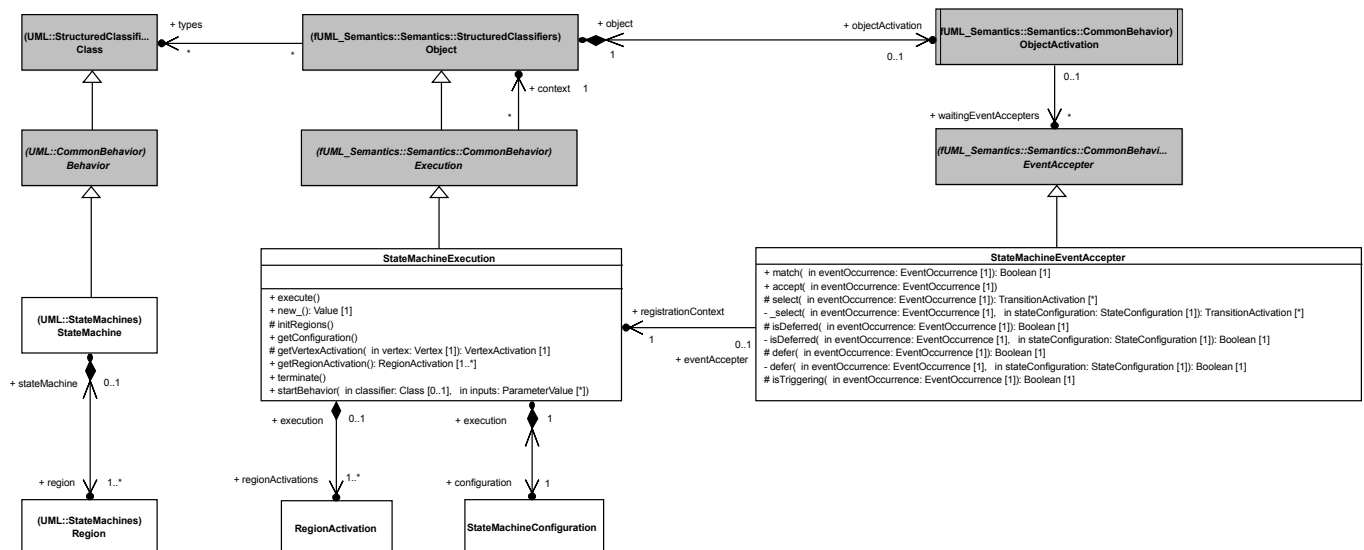 + types
+ object
+ objectActivation
(UML::StructuredClassifi...
Class
(fUML_Semantics::Semantics::StructuredClassifiers)
Object
fUML_Semantics::Semantics::CommonBehavior)
ObjectActivation
*
*
1
0..1
+ context 1
*
0..1
+ waitingEventAccepters
*
(UML::CommonBehavior)
Behavior
(fUML_Semantics::Semantics::CommonBehavior)
Execution
(fUML_Semantics::Semantics::CommonBehavi...
EventAccepter
StateMachineExecution
+ execute()
+ new_(): Value [1]
# initRegions()
+ getConfiguration()
# getVertexActivation( in vertex: Vertex [1]): VertexActivation [1]
+ getRegionActivation(): RegionActivation [1..*]
+ terminate()
+ startBehavior( in classifier: Class [0..1], in inputs: ParameterValue [*])
StateMachineEventAccepter
+ match( in eventOccurrence: EventOccurrence [1]): Boolean [1]
+ accept( in eventOccurrence: EventOccurrence [1])
# select( in eventOccurrence: EventOccurrence [1]): TransitionActivation [*]
- _select( in eventOccurrence: EventOccurrence [1], in stateConfiguration: StateConfiguration [1]): TransitionActivation [*]
# isDeferred( in eventOccurrence: EventOccurrence [1]): Boolean [1]
- isDeferred( in eventOccurrence: EventOccurrence [1], in stateConfiguration: StateConfiguration [1]): Boolean [1]
# defer( in eventOccurrence: EventOccurrence [1]): Boolean [1]
- defer( in eventOccurrence: EventOccurrence [1], in stateConfiguration: StateConfiguration [1]): Boolean [1]
# isTriggering( in eventOccurrence: EventOccurrence [1]): Boolean [1]
+ registrationContext
1
0..1
+ eventAccepter
(UML::StateMachines)
StateMachine
+ stateMachine
0..1
+ execution
0..1
+ execution
1
+ region
1..*
+ regionActivations
1..*
+ configuration
1
(UML::StateMachines)
Region
RegionActivation
StateMachineConfiguration